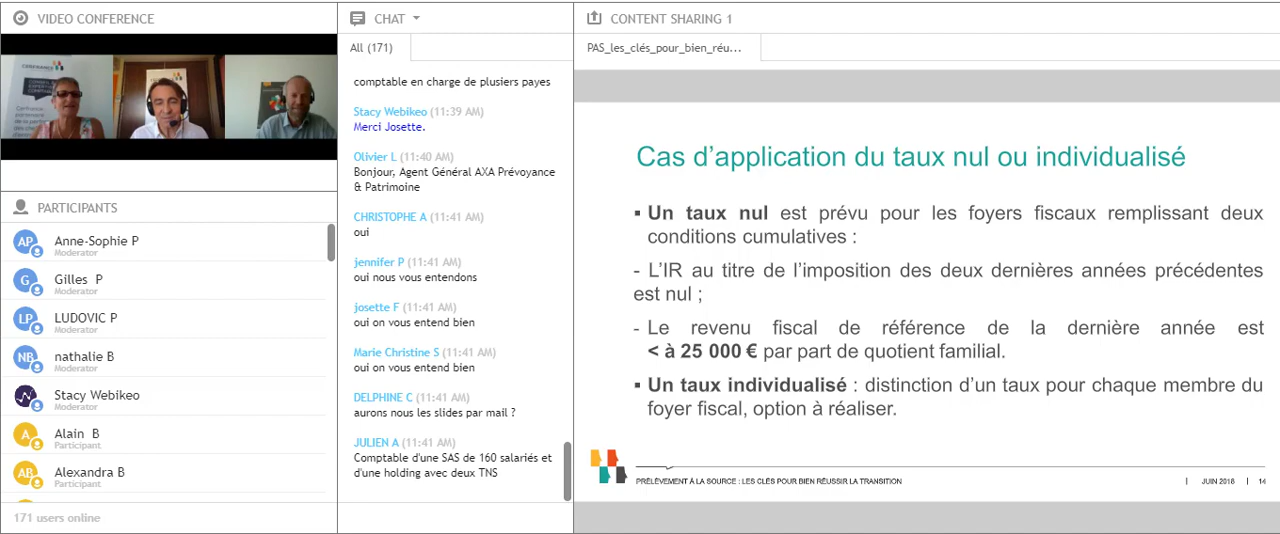 VIDEO CONFERENCE
PARTICIPANTS
AP
Anne-Sophie P
Moderator
G
Gilles P
Moderator
LP
LUDOVIC P
Moderator
NB
nathalie B
Moderator
Stacy Webikeo
Moderator
A
Alain B
Participant
AB
Alexandra B
Participant
171 users online
CHAT
All (171)
comptable en charge de plusiers payes
Stacy Webikeo (11:39 AM)
Merci Josette.
Olivier L (11:40 AM)
Bonjour, Agent Général AXA Prévoyance
& Patrimoine
CHRISTOPHE A (11:41 AM)
oui
jennifer P (11:41 AM)
oui nous vous entendons
josette F (11:41 AM)
oui on vous entend bien
Marie Christine S (11:41 AM)
oui on vous entend bien
DELPHINE C (11:41 AM)
aurons nous les slides par mail ?
JULIEN A (11:41 AM)
Comptable d'une SAS de 160 salariés et
d'une holding avec deux TNS
CONTENT SHARING 1
PAS_les_clés_pour_bien_réu...
Cas d'application du taux nul ou individualisé
▪ Un taux nul est prévu pour les foyers fiscaux remplissant deux
conditions cumulatives :
- L'IR au titre de l'imposition des deux dernières années précédentes
est nul ;
- Le revenu fiscal de référence de la dernière année est
< à 25 000 € par part de quotient familial.
▪ Un taux individualisé : distinction d'un taux pour chaque membre du
foyer fiscal, option à réaliser.
PRÉLÈVEMENT À LA SOURCE : LES CLÉS POUR BIEN RÉUSSIR LA TRANSITION
| JUIN 2018 | 14